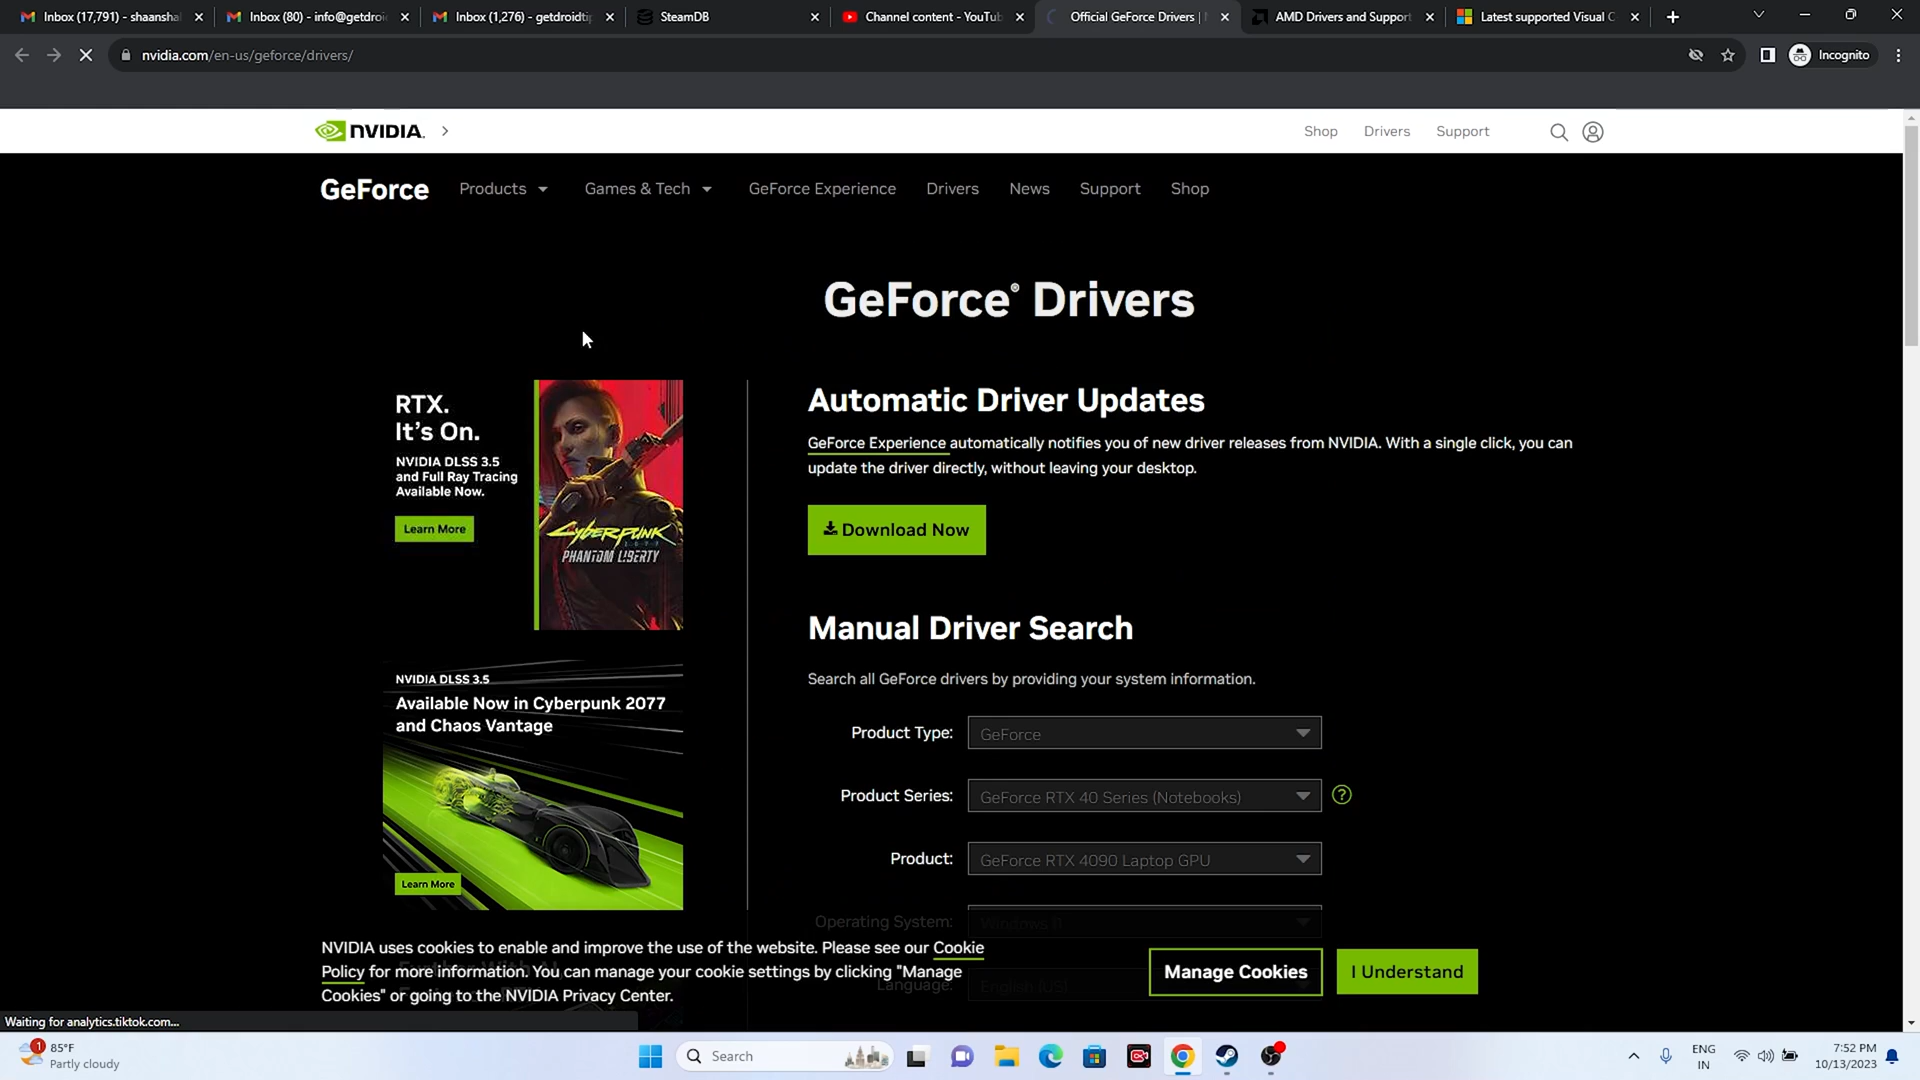 Inbox (17,791) - shaansha
Inbox (80) - info@getdroi
Inbox (1,276) - getdroidti
SteamDB
Channel content - YouTu
Official GeForce Drivers |
AMD Drivers and Support
Latest supported Visual C
nvidia.com/en-us/geforce/drivers/
Incognito
NVIDIA.
Shop
Drivers
Support
GeForce
Products
Games & Tech
GeForce Experience
Drivers
News
Support
Shop
GeForce® Drivers
RTX.
It's On.
NVIDIA DLSS 3.5
and Full Ray Tracing
Available Now.
Learn More
Cyberpunk
2077
PHANTOM LIBERTY
Automatic Driver Updates
GeForce Experience automatically notifies you of new driver releases from NVIDIA. With a single click, you can
update the driver directly, without leaving your desktop.
Download Now
Manual Driver Search
Search all GeForce drivers by providing your system information.
NVIDIA DLSS 3.5
Available Now in Cyberpunk 2077
and Chaos Vantage
Learn More
Product Type:
GeForce
Product Series:
GeForce RTX 40 Series (Notebooks)
?
Product:
GeForce RTX 4090 Laptop GPU
Operating System:
Windows 11
Language:
English (US)
NVIDIA uses cookies to enable and improve the use of the website. Please see our Cookie
Policy for more information. You can manage your cookie settings by clicking "Manage
Cookies" or going to the NVIDIA Privacy Center.
Manage Cookies
I Understand
Waiting for analytics.tiktok.com...
1
85°F
Partly cloudy
Search
ENG
IN
7:52 PM
10/13/2023